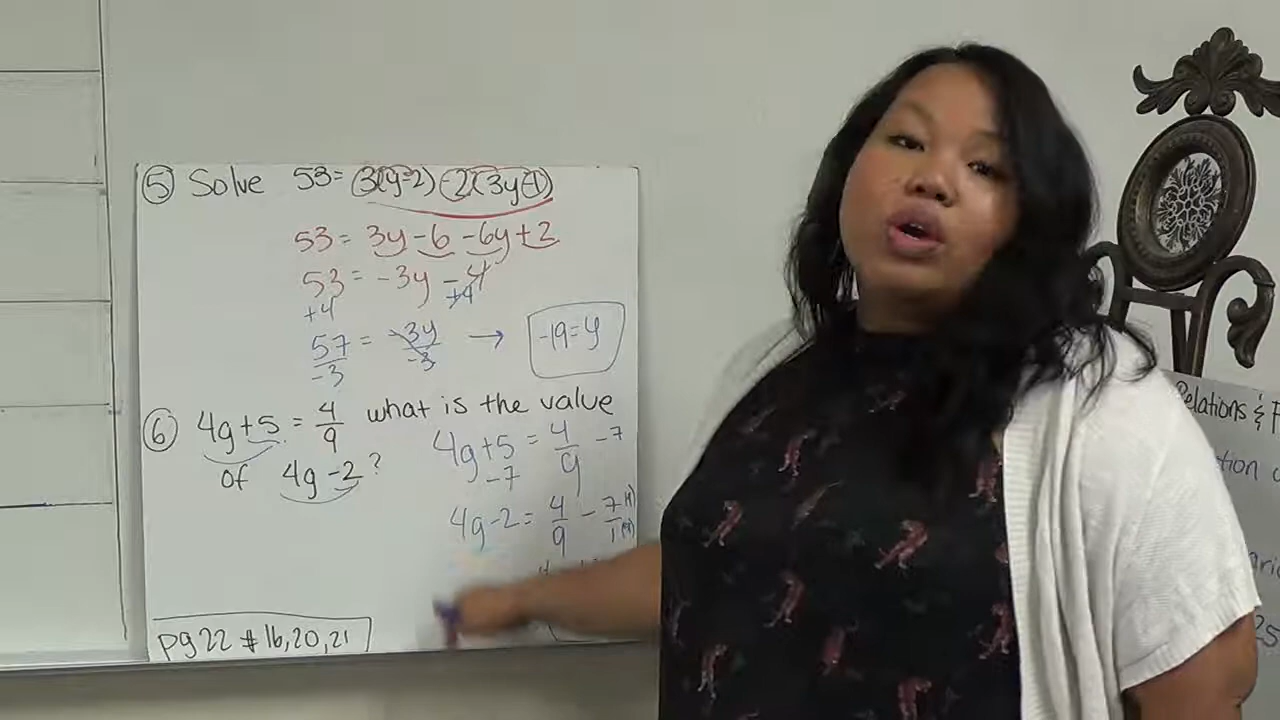 ⑤ Solve 53 = 3(y-2) -2(3y-1)
53 = 3y - 6 - 6y + 2
53 = -3y - 4
+4 +4
57/-3 = -3y/-3 → -19 = y
⑥ 4g+5 = 4/9 what is the value
of 4g-2?
4g+5 = 4/9 -7
-7
4g-2 = 4/9 - 7/1
pg 22 # 16, 20, 21
Relations & F